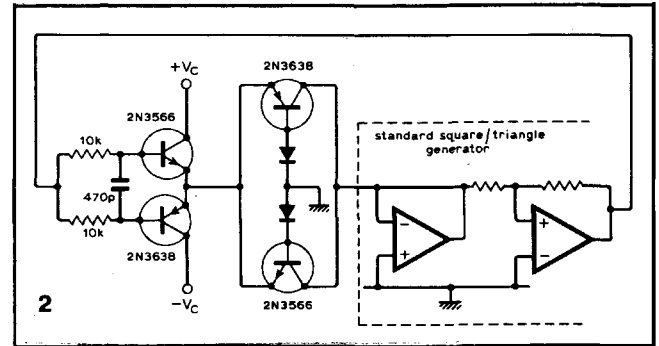 +VC
2N3638
2N3566
standard square/triangle
generator
10k
470p
10k
2N3638
-VC
2N3566
2